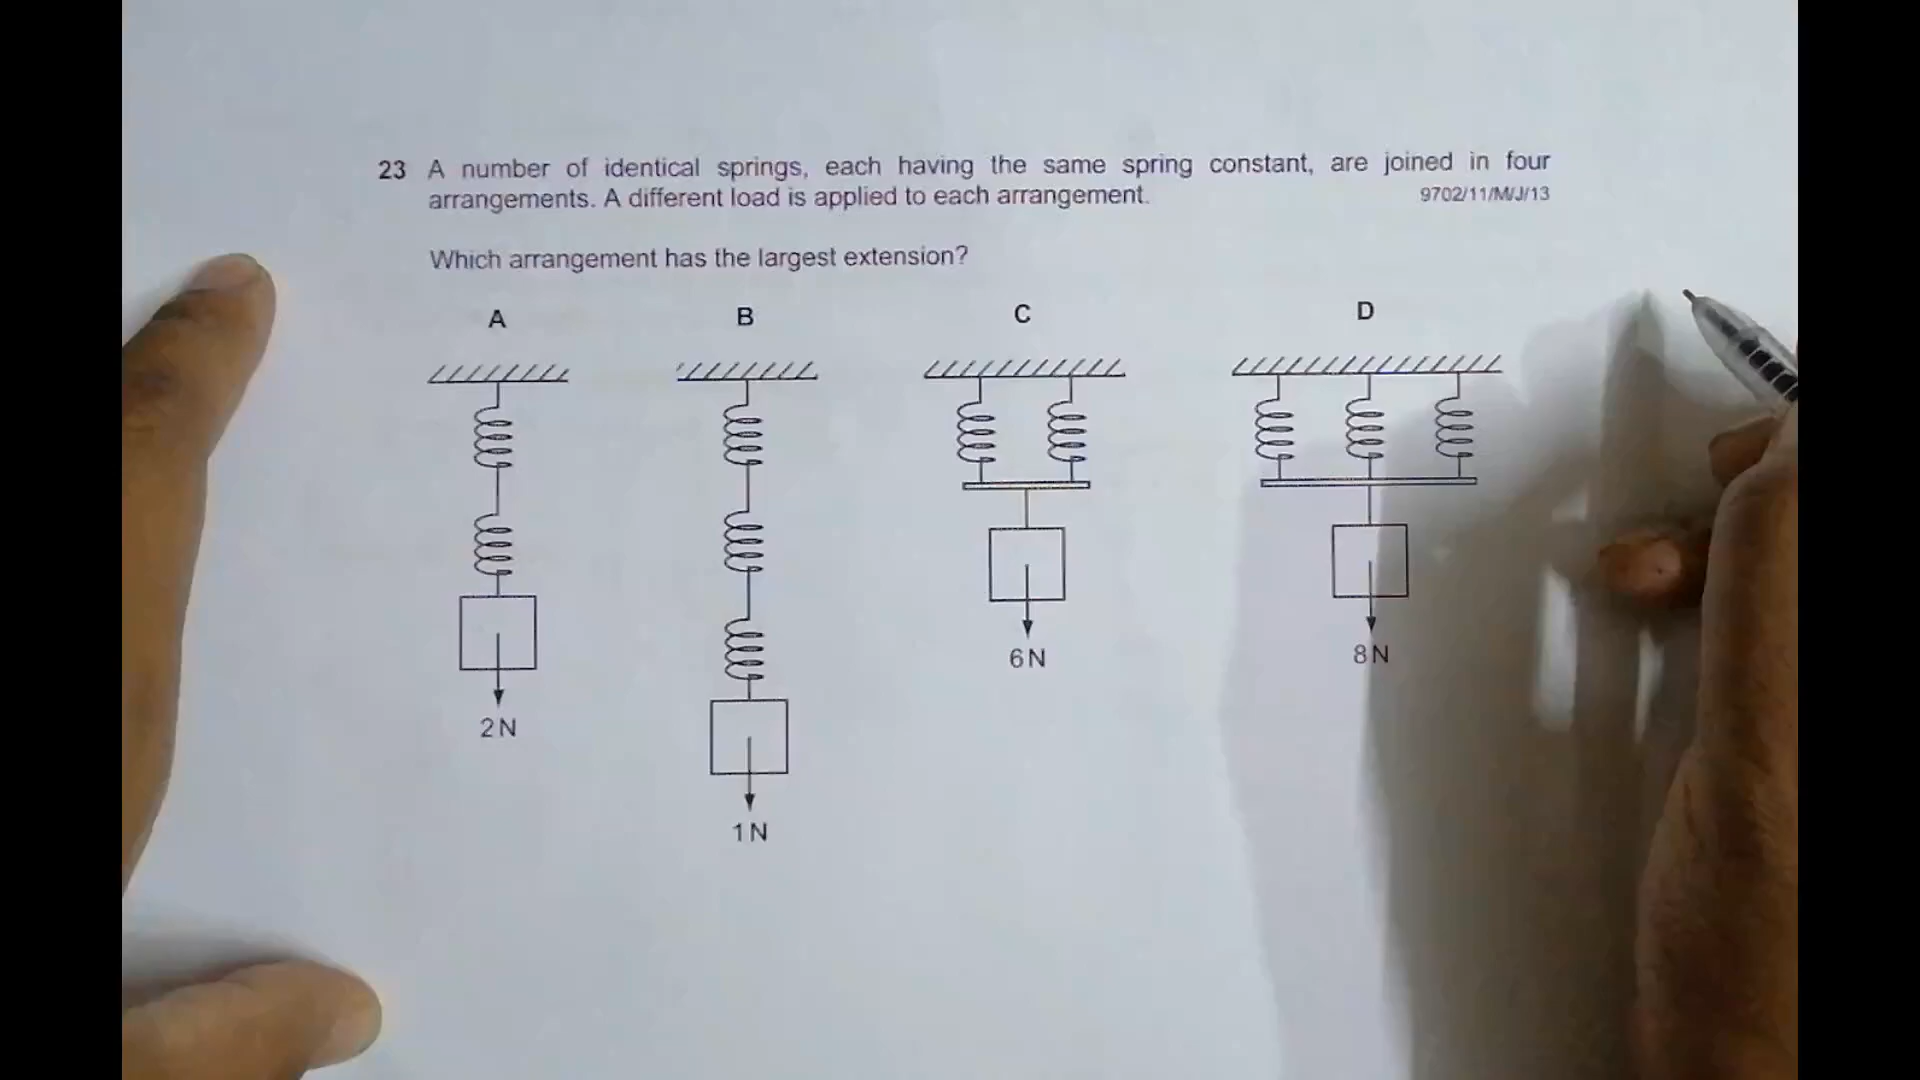 23 A number of identical springs, each having the same spring constant, are joined in four
arrangements. A different load is applied to each arrangement.
9702/11/M/J/13
Which arrangement has the largest extension?
A B C D
6N 8N
2N
1N